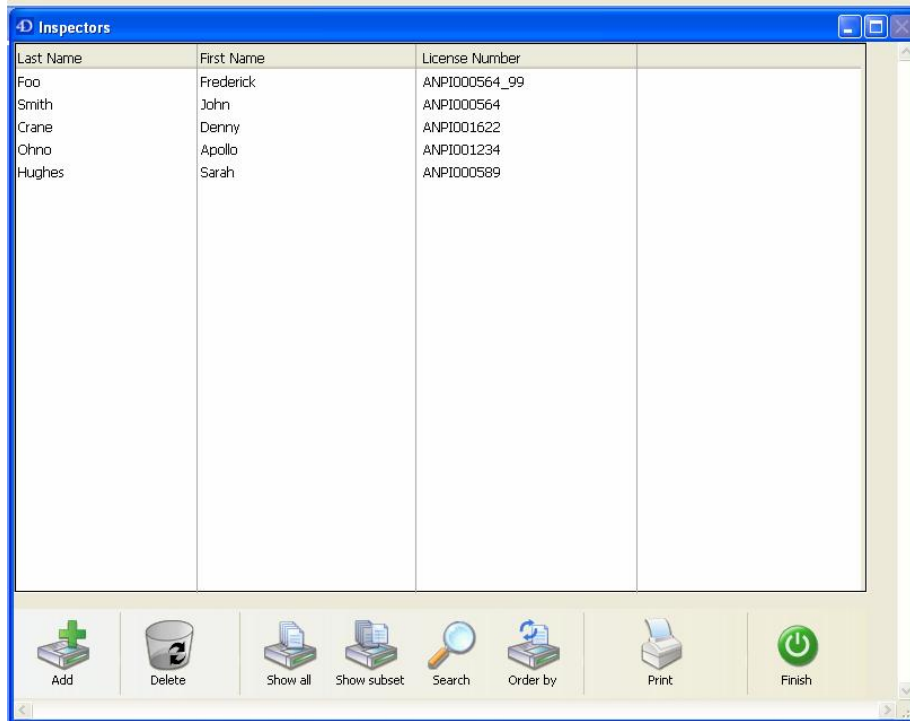 4D Inspectors
Last Name First Name License Number
Foo Frederick ANPI000564_99
Smith John ANPI000564
Crane Denny ANPI001622
Ohno Apollo ANPI001234
Hughes Sarah ANPI000589
Add Delete Show all Show subset Search Order by Print Finish